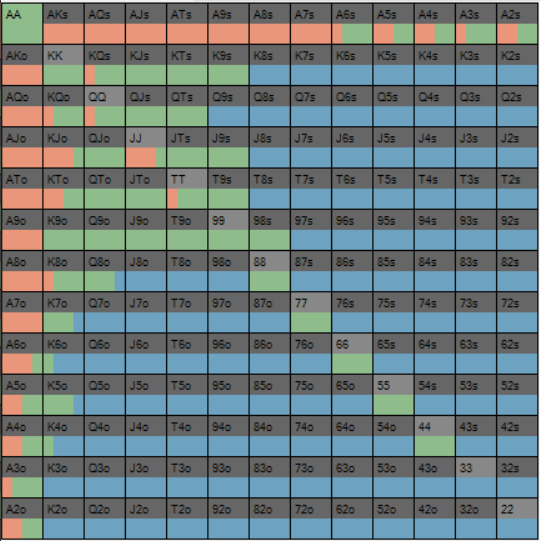 AA AKs AQs AJs ATs A9s A8s A7s A6s A5s A4s A3s A2s
AKo KK KQs KJs KTs K9s K8s K7s K6s K5s K4s K3s K2s
AQo KQo QQ QJs QTs Q9s Q8s Q7s Q6s Q5s Q4s Q3s Q2s
AJo KJo QJo JJ JTs J9s J8s J7s J6s J5s J4s J3s J2s
ATo KTo QTo JTo TT T9s T8s T7s T6s T5s T4s T3s T2s
A9o K9o Q9o J9o T9o 99 98s 97s 96s 95s 94s 93s 92s
A8o K8o Q8o J8o T8o 98o 88 87s 86s 85s 84s 83s 82s
A7o K7o Q7o J7o T7o 97o 87o 77 76s 75s 74s 73s 72s
A6o K6o Q6o J6o T6o 96o 86o 76o 66 65s 64s 63s 62s
A5o K5o Q5o J5o T5o 95o 85o 75o 65o 55 54s 53s 52s
A4o K4o Q4o J4o T4o 94o 84o 74o 64o 54o 44 43s 42s
A3o K3o Q3o J3o T3o 93o 83o 73o 63o 53o 43o 33 32s
A2o K2o Q2o J2o T2o 92o 82o 72o 62o 52o 42o 32o 22